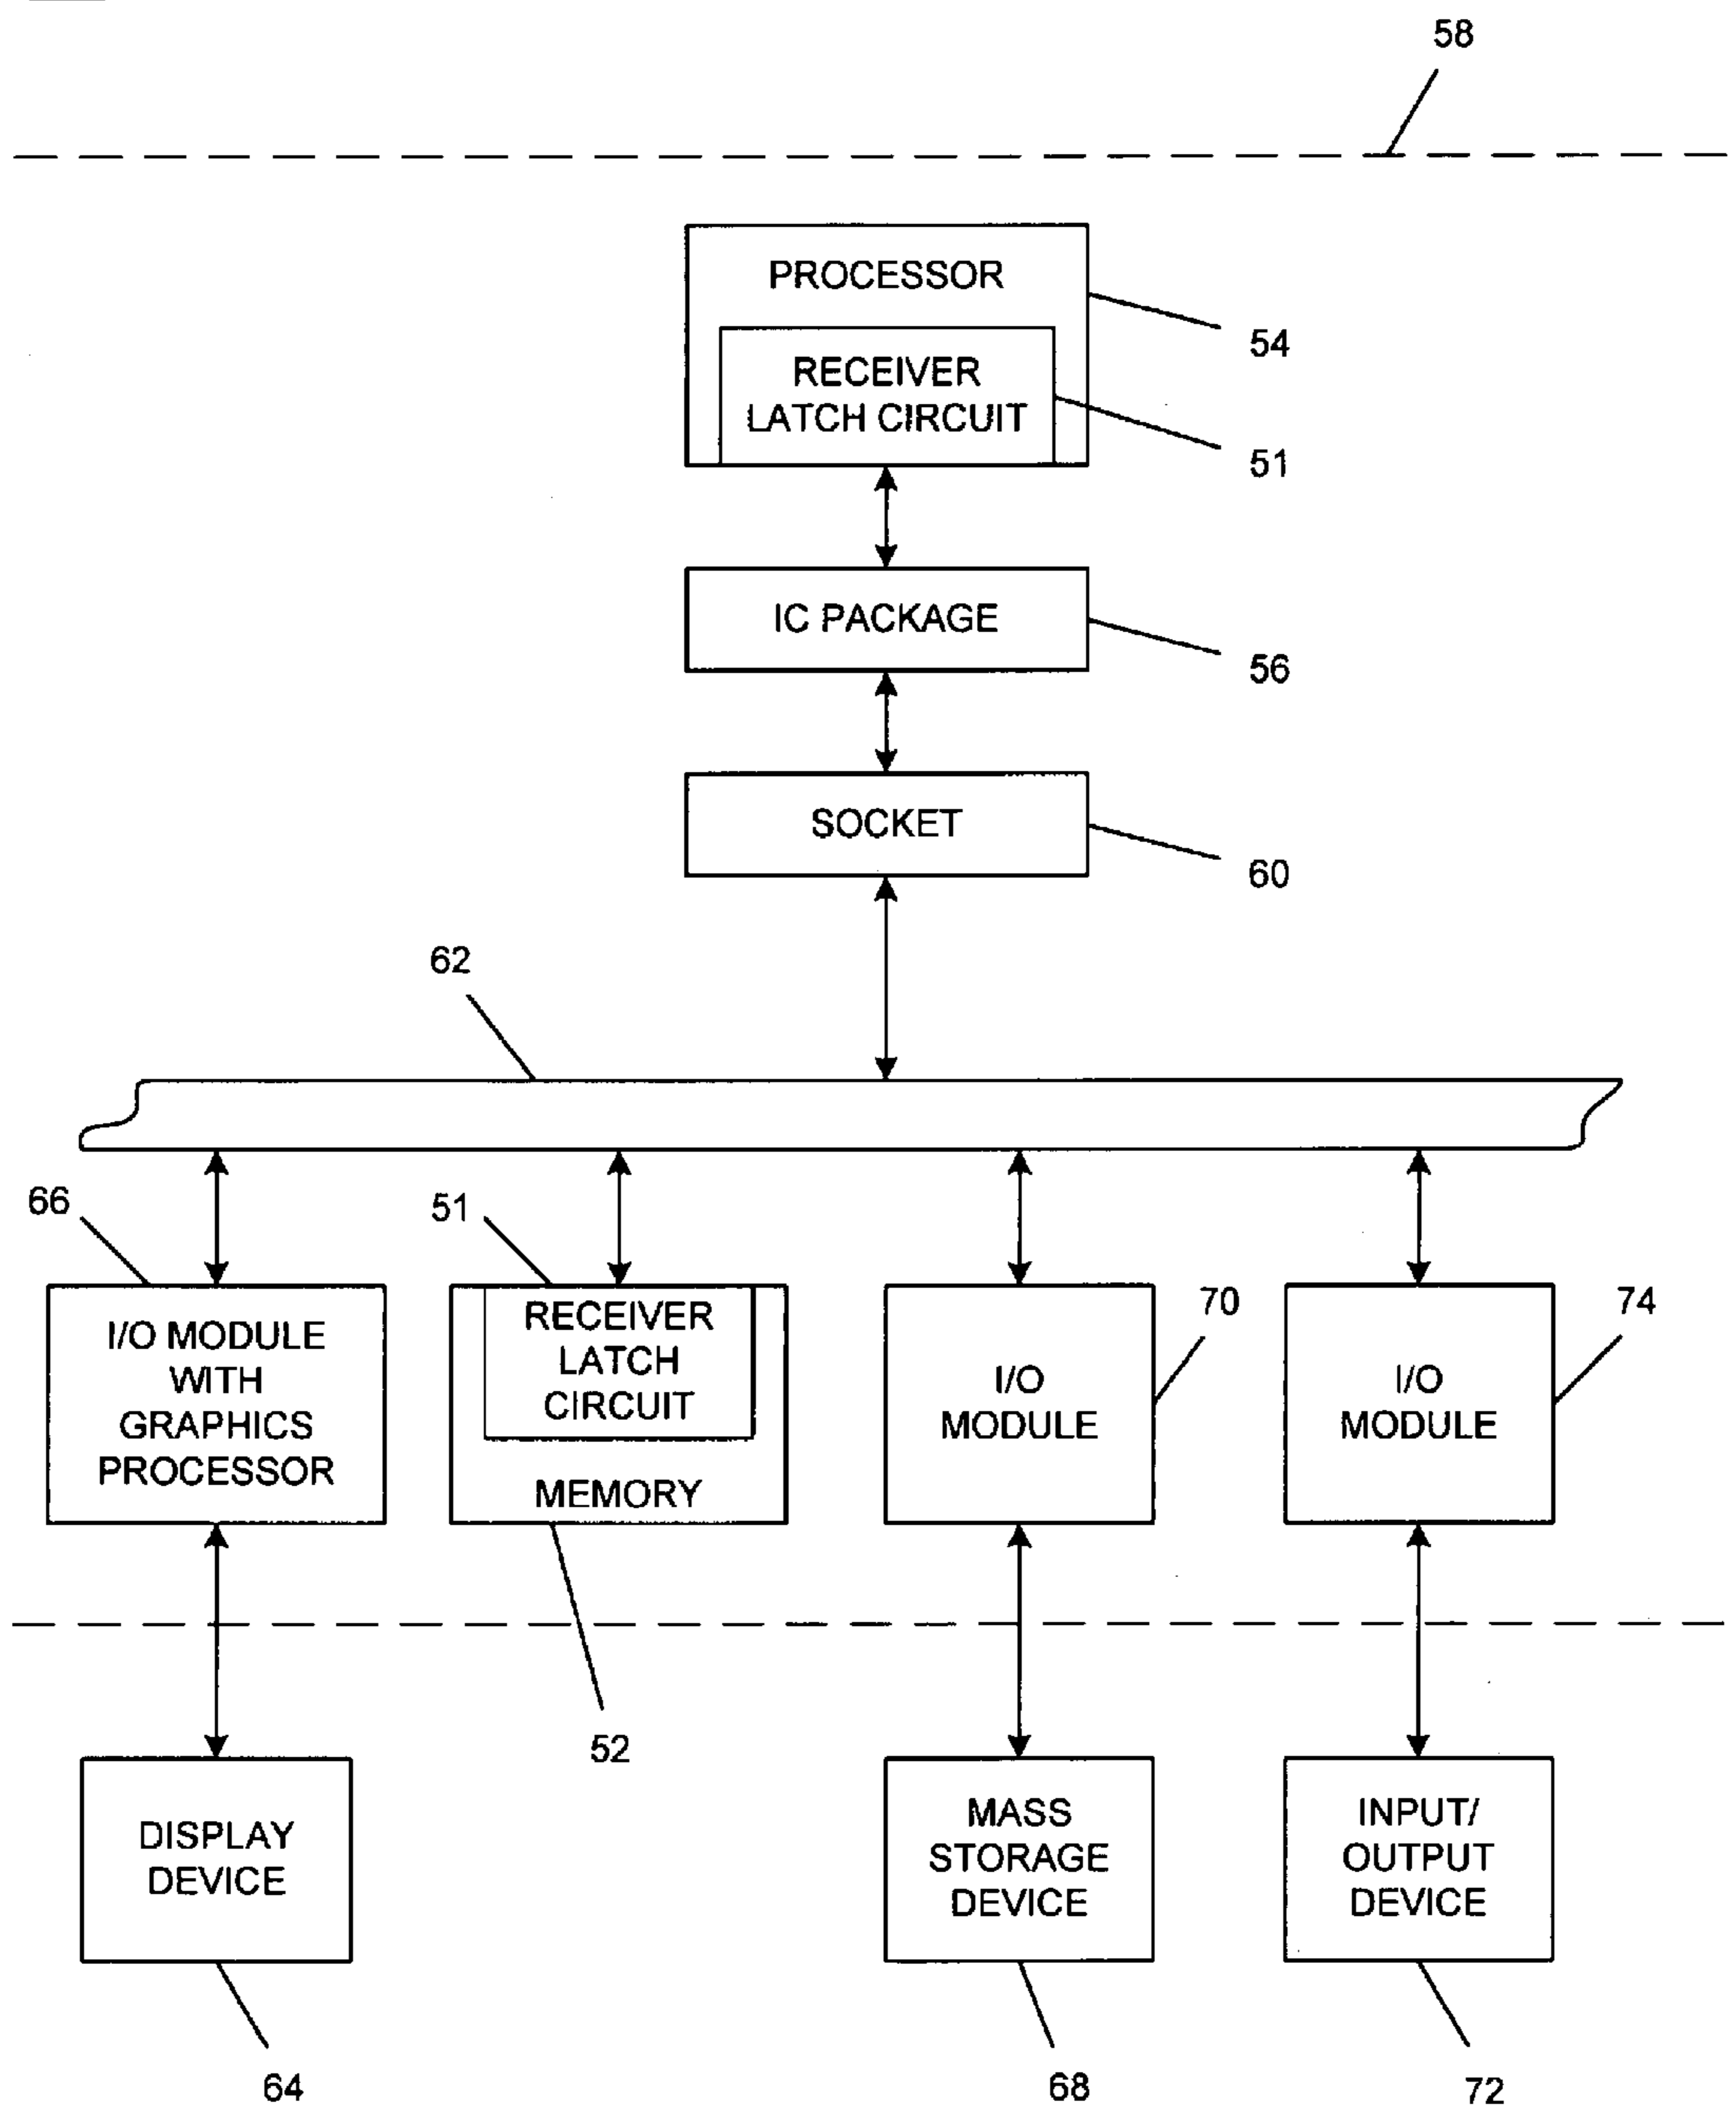 58
PROCESSOR
54
RECEIVER
LATCH CIRCUIT
51
IC PACKAGE
56
SOCKET
60
62
66
51
70
74
I/O MODULE
WITH
GRAPHICS
PROCESSOR
RECEIVER
LATCH
CIRCUIT
MEMORY
I/O
MODULE
I/O
MODULE
52
DISPLAY
DEVICE
MASS
STORAGE
DEVICE
INPUT/
OUTPUT
DEVICE
64
68
72